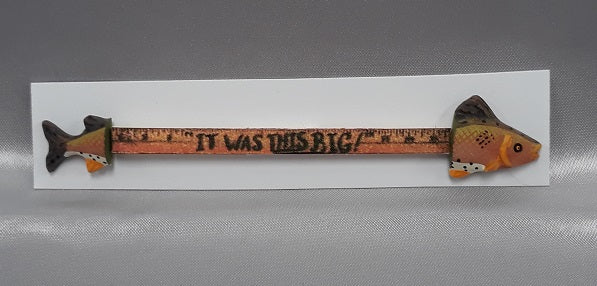 "IT WAS THIS BIG!"